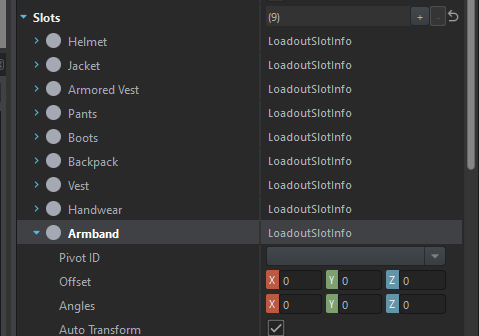 Slots (9) + -
Helmet LoadoutSlotInfo
Jacket LoadoutSlotInfo
Armored Vest LoadoutSlotInfo
Pants LoadoutSlotInfo
Boots LoadoutSlotInfo
Backpack LoadoutSlotInfo
Vest LoadoutSlotInfo
Handwear LoadoutSlotInfo
Armband LoadoutSlotInfo
Pivot ID
Offset X 0 Y 0 Z 0
Angles X 0 Y 0 Z 0
Auto Transform